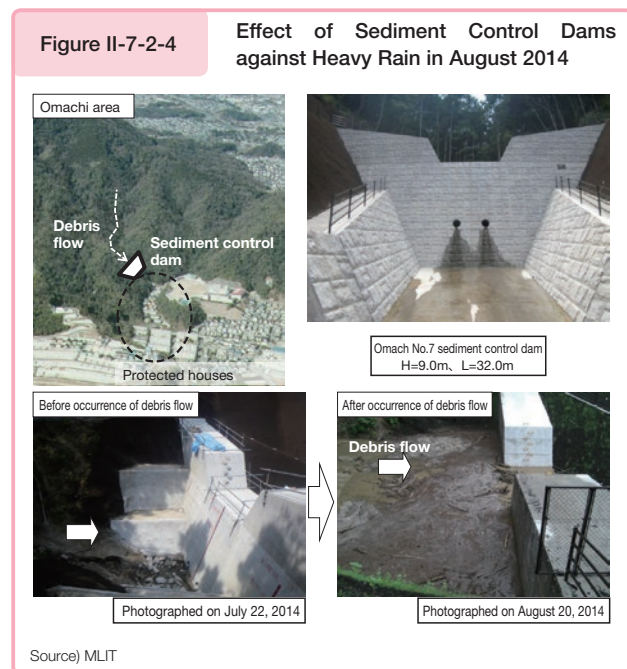 Figure II-7-2-4
Effect of Sediment Control Dams
against Heavy Rain in August 2014
Omachi area
Debris
flow
Sediment control
dam
Protected houses
Omach No.7 sediment control dam
H=9.0m、L=32.0m
Before occurrence of debris flow
After occurrence of debris flow
Debris flow
Photographed on July 22, 2014
Photographed on August 20, 2014
Source) MLIT